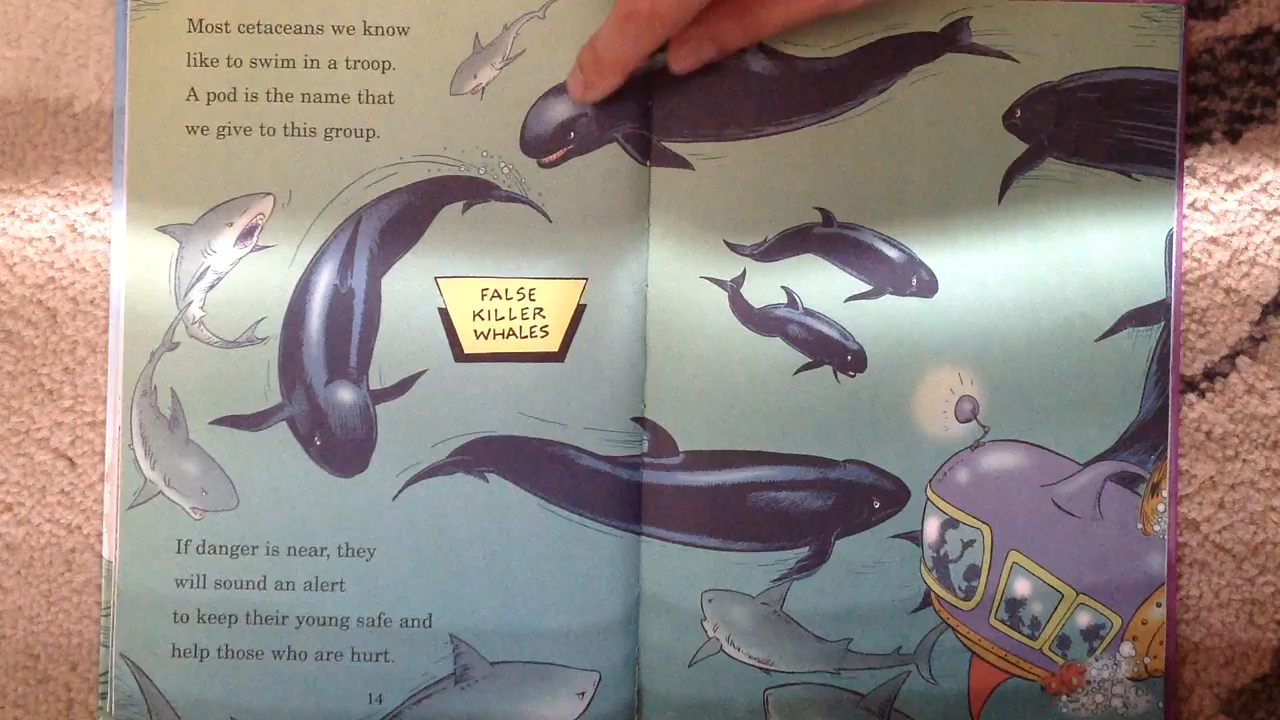 Most cetaceans we know
like to swim in a troop.
A pod is the name that
we give to this group.
FALSE
KILLER
WHALES
If danger is near, they
will sound an alert
to keep their young safe and
help those who are hurt.
14